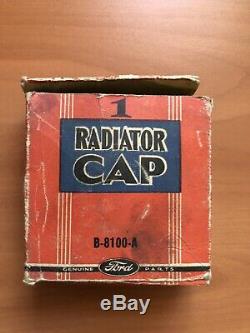 1
RADIATOR
CAP
B-8100-A
GENUINE Ford PARTS